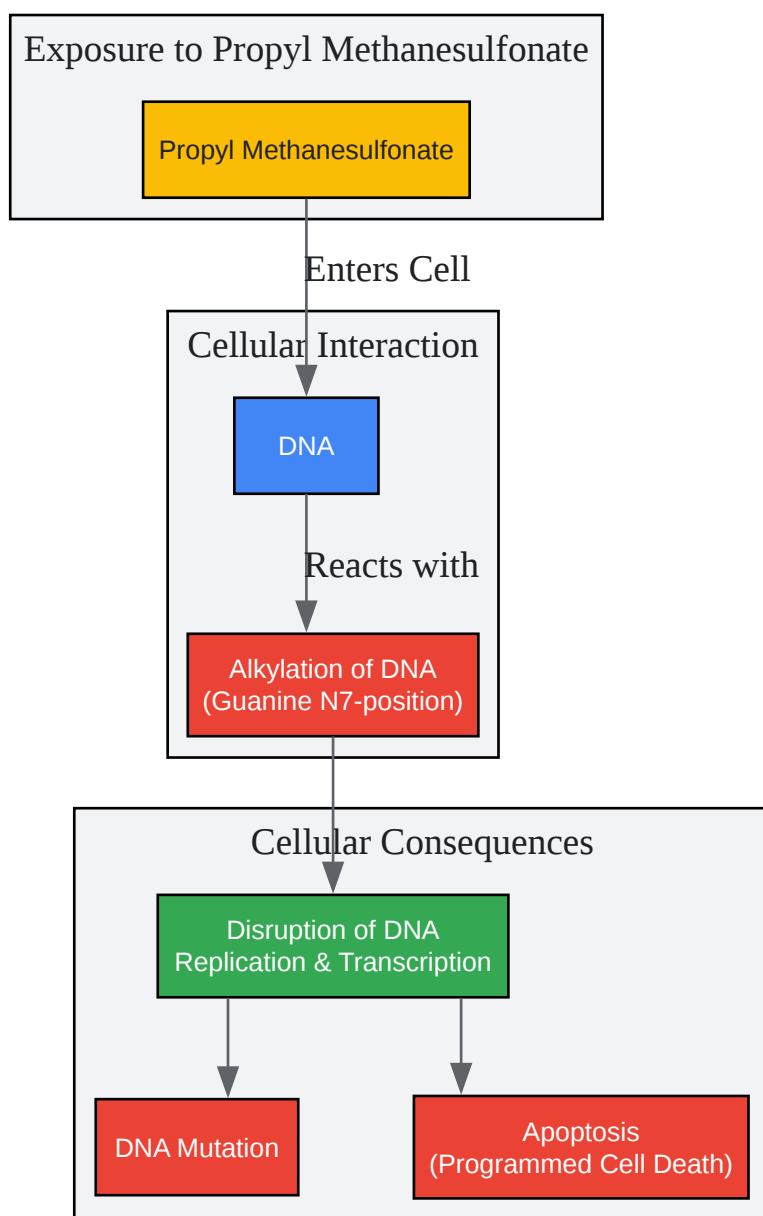 Exposure to Propyl Methanesulfonate
Propyl Methanesulfonate
Enters Cell
Cellular Interaction
DNA
Reacts with
Alkylation of DNA
(Guanine N7-position)
Cellular Consequences
Disruption of DNA
Replication & Transcription
DNA Mutation
Apoptosis
(Programmed Cell Death)